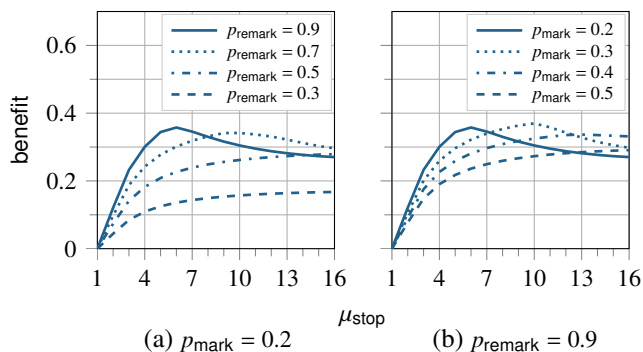 benefit
0.6
0.4
0.2
0
p_remark = 0.9
p_remark = 0.7
p_remark = 0.5
p_remark = 0.3
1 4 7 10 13 16
p_mark = 0.2
p_mark = 0.3
p_mark = 0.4
p_mark = 0.5
1 4 7 10 13 16
μ_stop
(a) p_mark = 0.2
(b) p_remark = 0.9